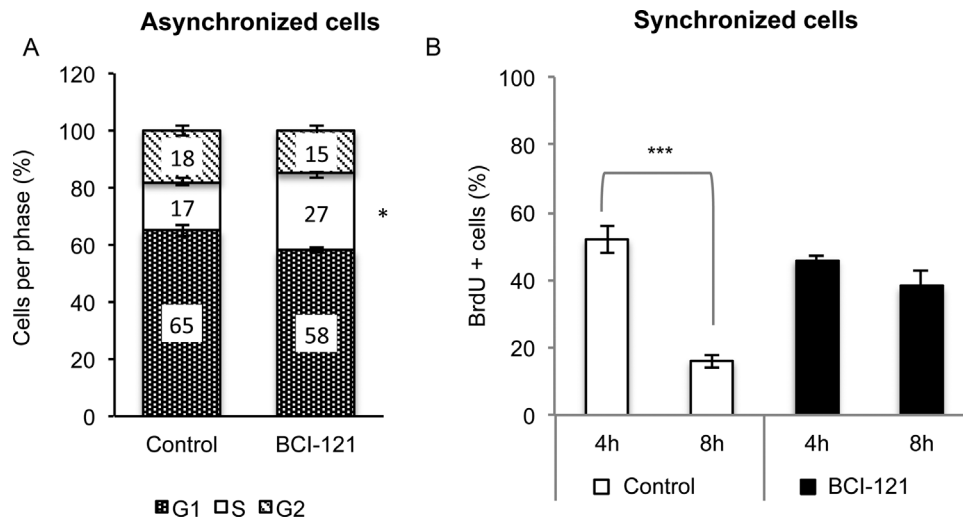 Asynchronized cells
A
Cells per phase (%)
120
100
80
60
40
20
0
18
17
65
15
27
58
*
Control BCI-121
G1 S G2
Synchronized cells
B
BrdU + cells (%)
100
80
60
40
20
0
***
4h 8h 4h 8h
Control BCI-121